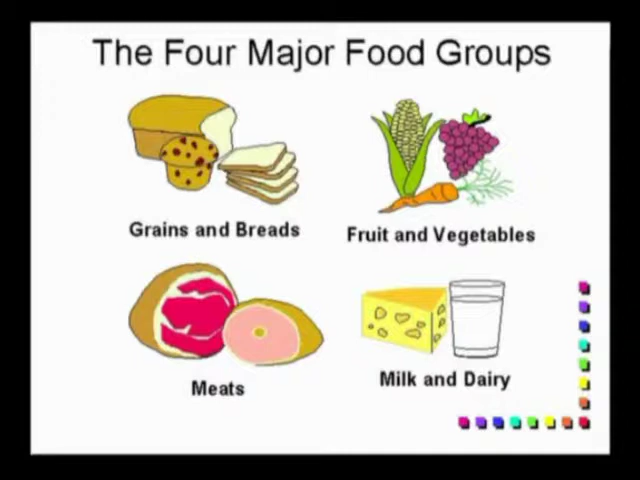 The Four Major Food Groups
Grains and Breads
Fruit and Vegetables
Meats
Milk and Dairy